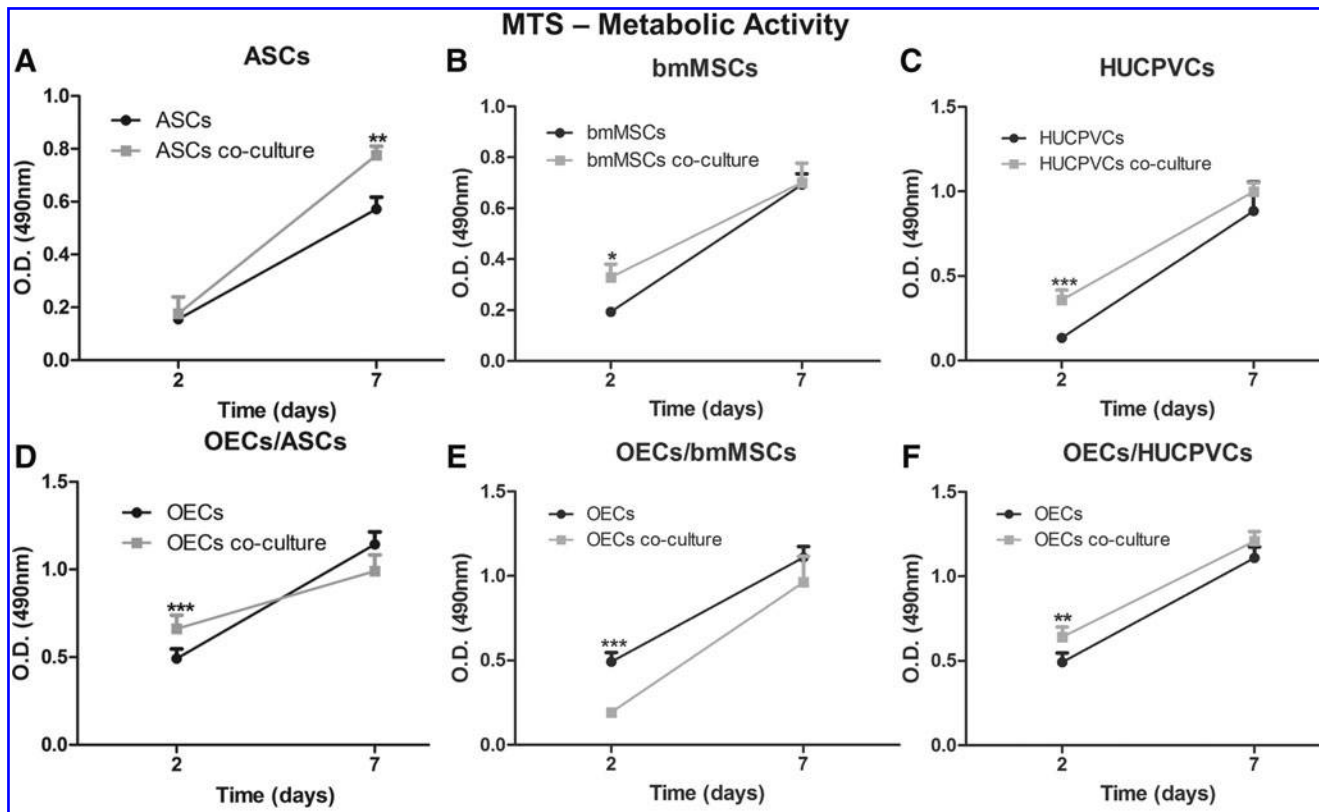 MTS – Metabolic Activity
A
ASCs
1.0
0.8
0.6
0.4
0.2
0.0
O.D. (490nm)
ASCs
ASCs co-culture
**
2
7
Time (days)
B
bmMSCs
1.0
0.8
0.6
0.4
0.2
0.0
O.D. (490nm)
bmMSCs
bmMSCs co-culture
*
2
7
Time (days)
C
HUCPVCs
1.5
1.0
0.5
0.0
O.D. (490nm)
HUCPVCs
HUCPVCs co-culture
***
2
7
Time (days)
D
OECs/ASCs
1.5
1.0
0.5
0.0
O.D. (490nm)
OECs
OECs co-culture
***
2
7
Time (days)
E
OECs/bmMSCs
1.5
1.0
0.5
0.0
O.D. (490nm)
OECs
OECs co-culture
***
2
7
Time (days)
F
OECs/HUCPVCs
1.5
1.0
0.5
0.0
O.D. (490nm)
OECs
OECs co-culture
**
2
7
Time (days)